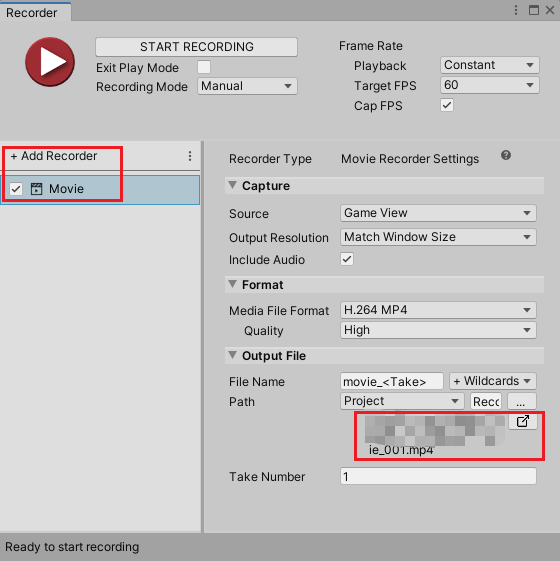 Recorder
START RECORDING
Exit Play Mode
Recording Mode Manual
Frame Rate
Playback Constant
Target FPS 60
Cap FPS
+ Add Recorder
Movie
Recorder Type Movie Recorder Settings
Capture
Source Game View
Output Resolution Match Window Size
Include Audio
Format
Media File Format H.264 MP4
Quality High
Output File
File Name movie_<Take> + Wildcards
Path Project Reco ...
ie_001.mp4
Take Number 1
Ready to start recording